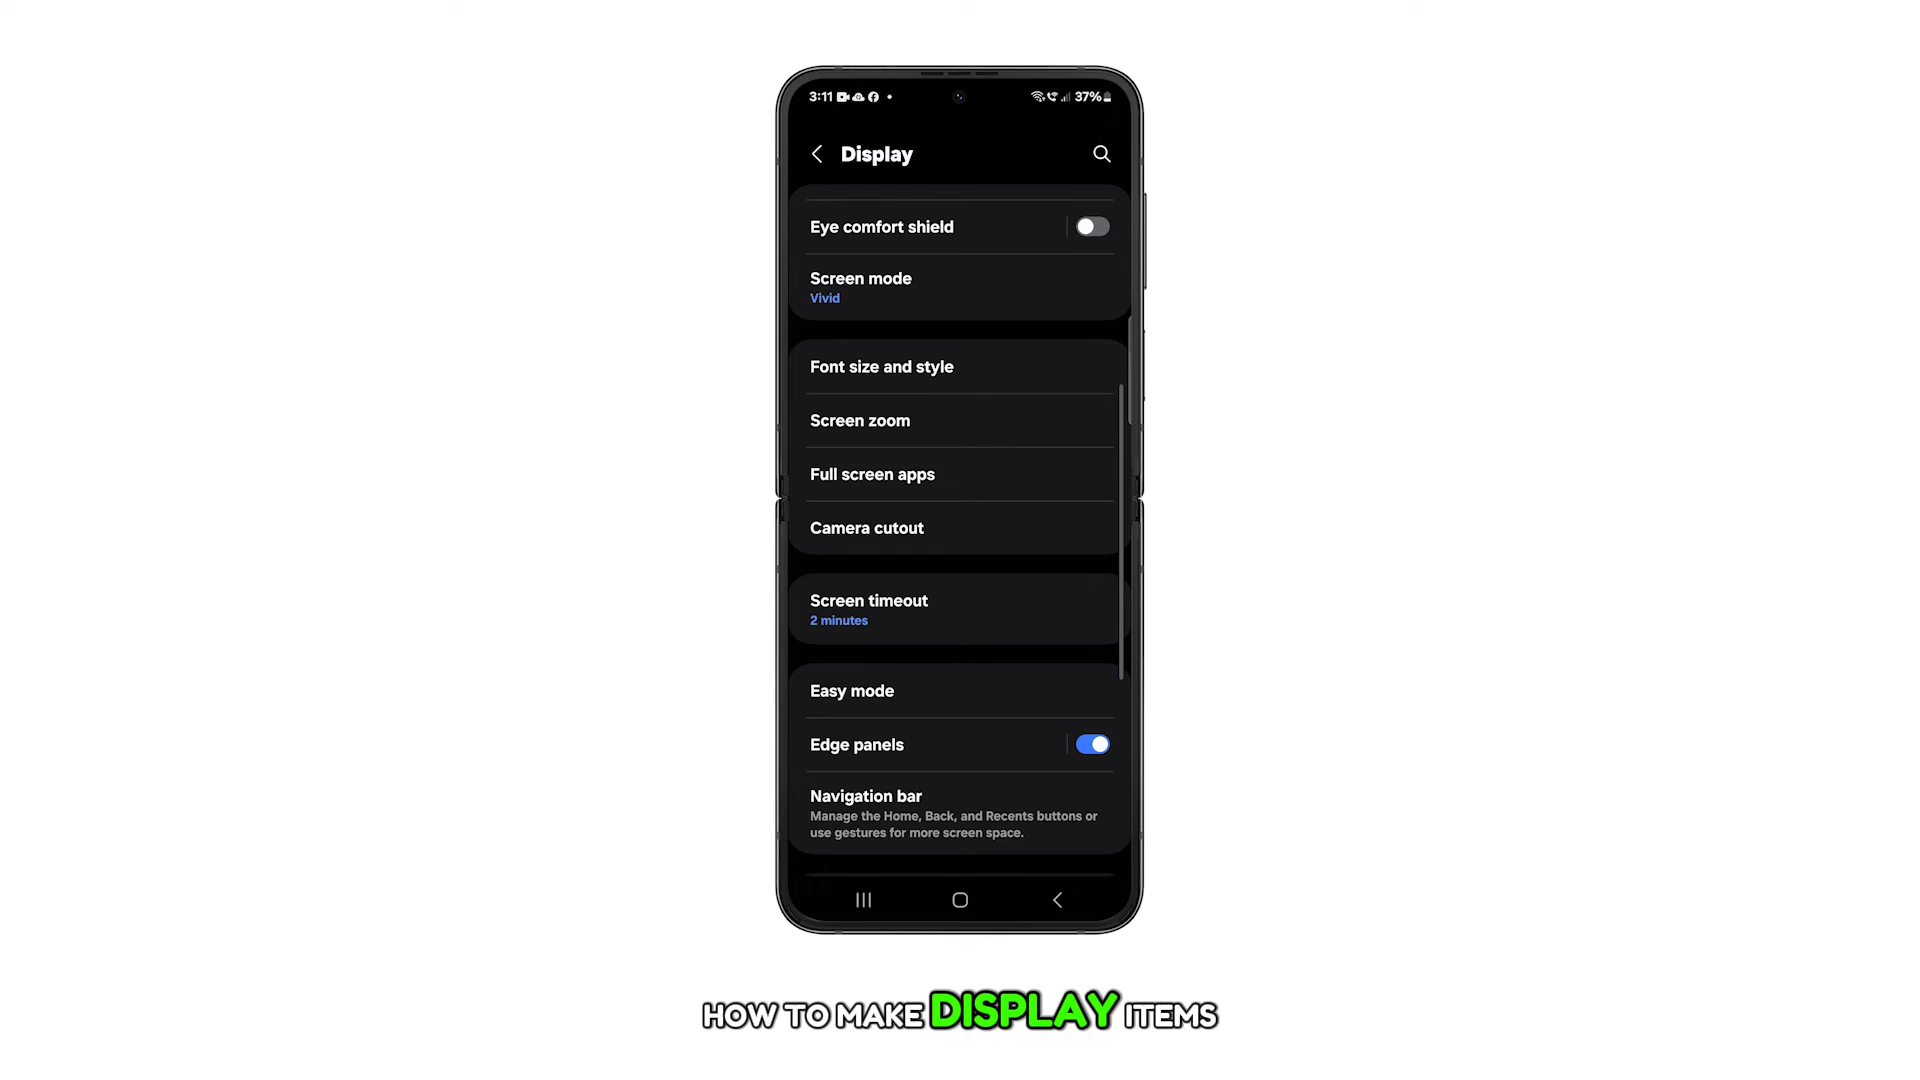 3:11 37%
Display
Eye comfort shield
Screen mode
Vivid
Font size and style
Screen zoom
Full screen apps
Camera cutout
Screen timeout
2 minutes
Easy mode
Edge panels
Navigation bar
Manage the Home, Back, and Recents buttons or
use gestures for more screen space.
HOW TO MAKE DISPLAY ITEMS